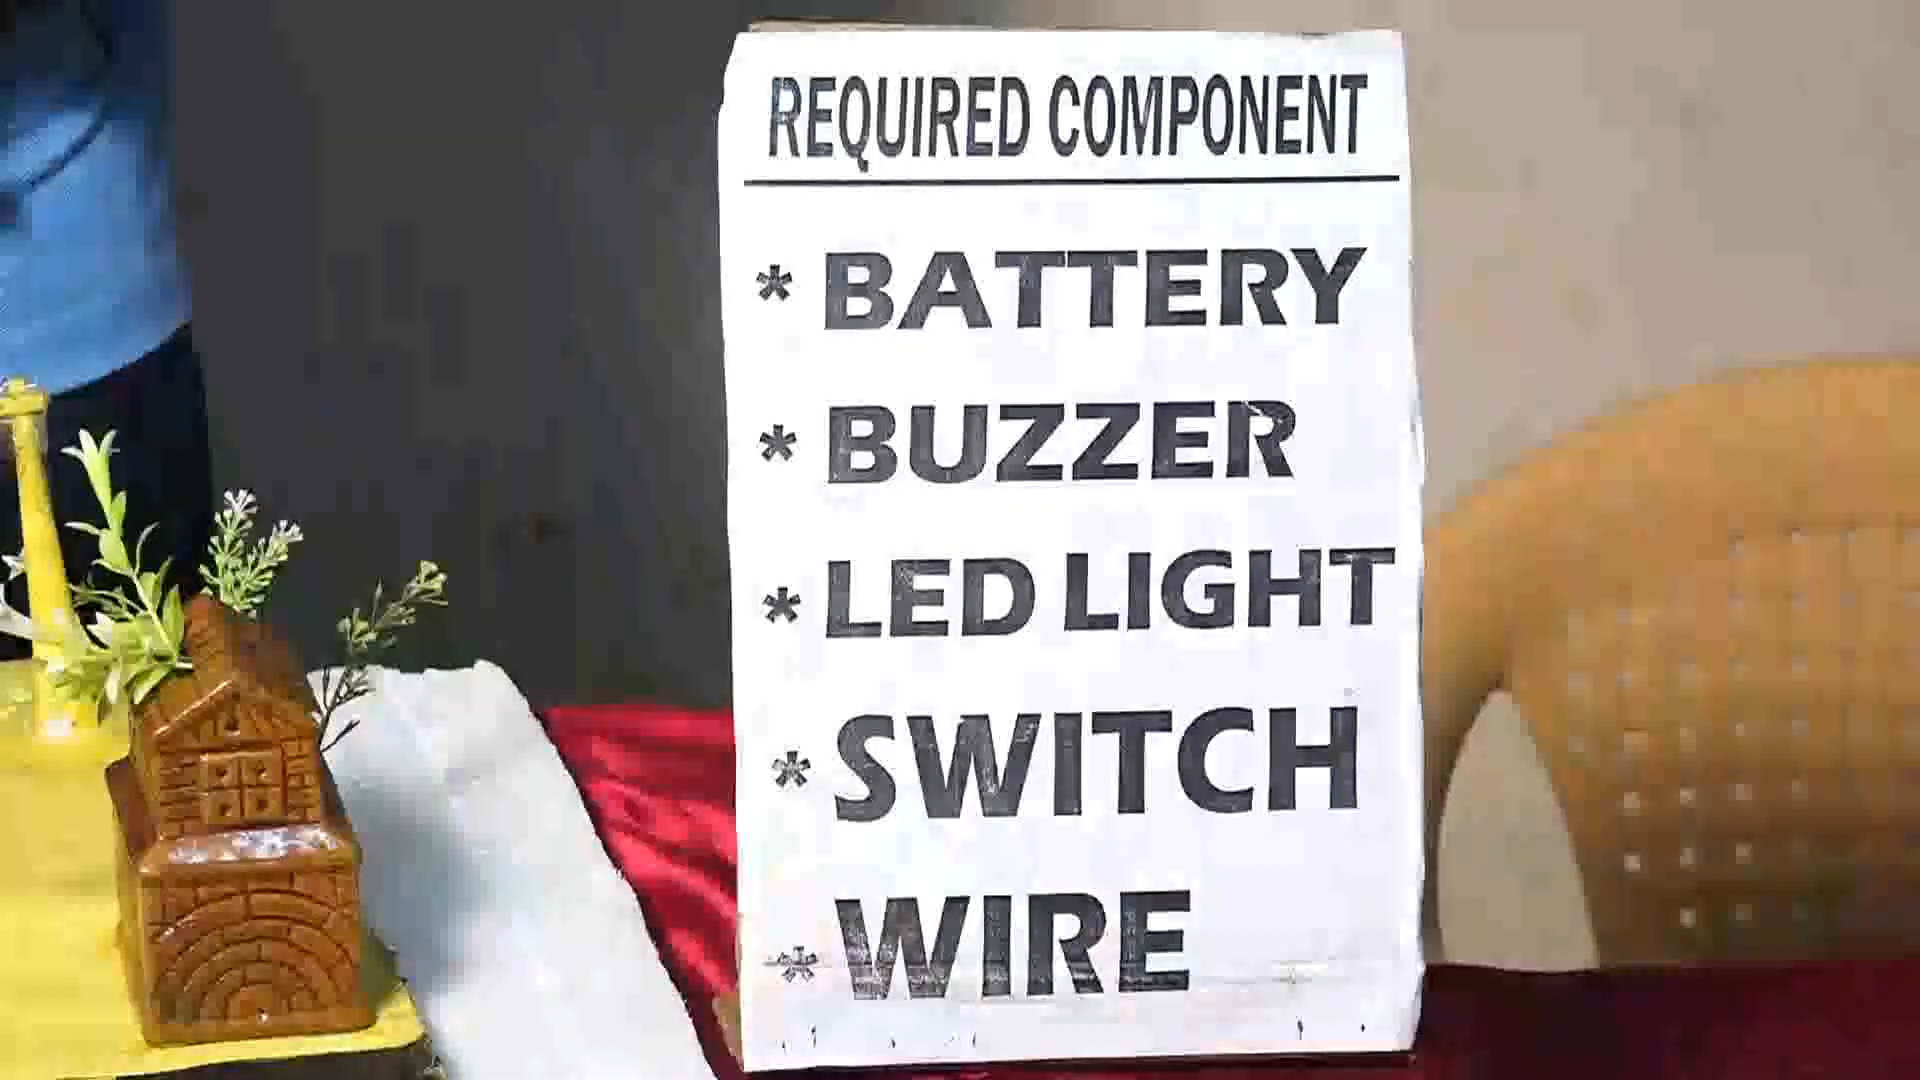 REQUIRED COMPONENT
* BATTERY
* BUZZER
* LED LIGHT
* SWITCH
* WIRE